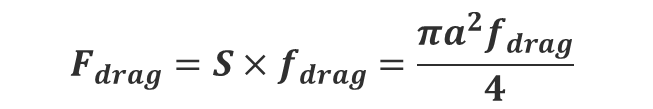 F_drag = S × f_drag = πa²f_drag / 4